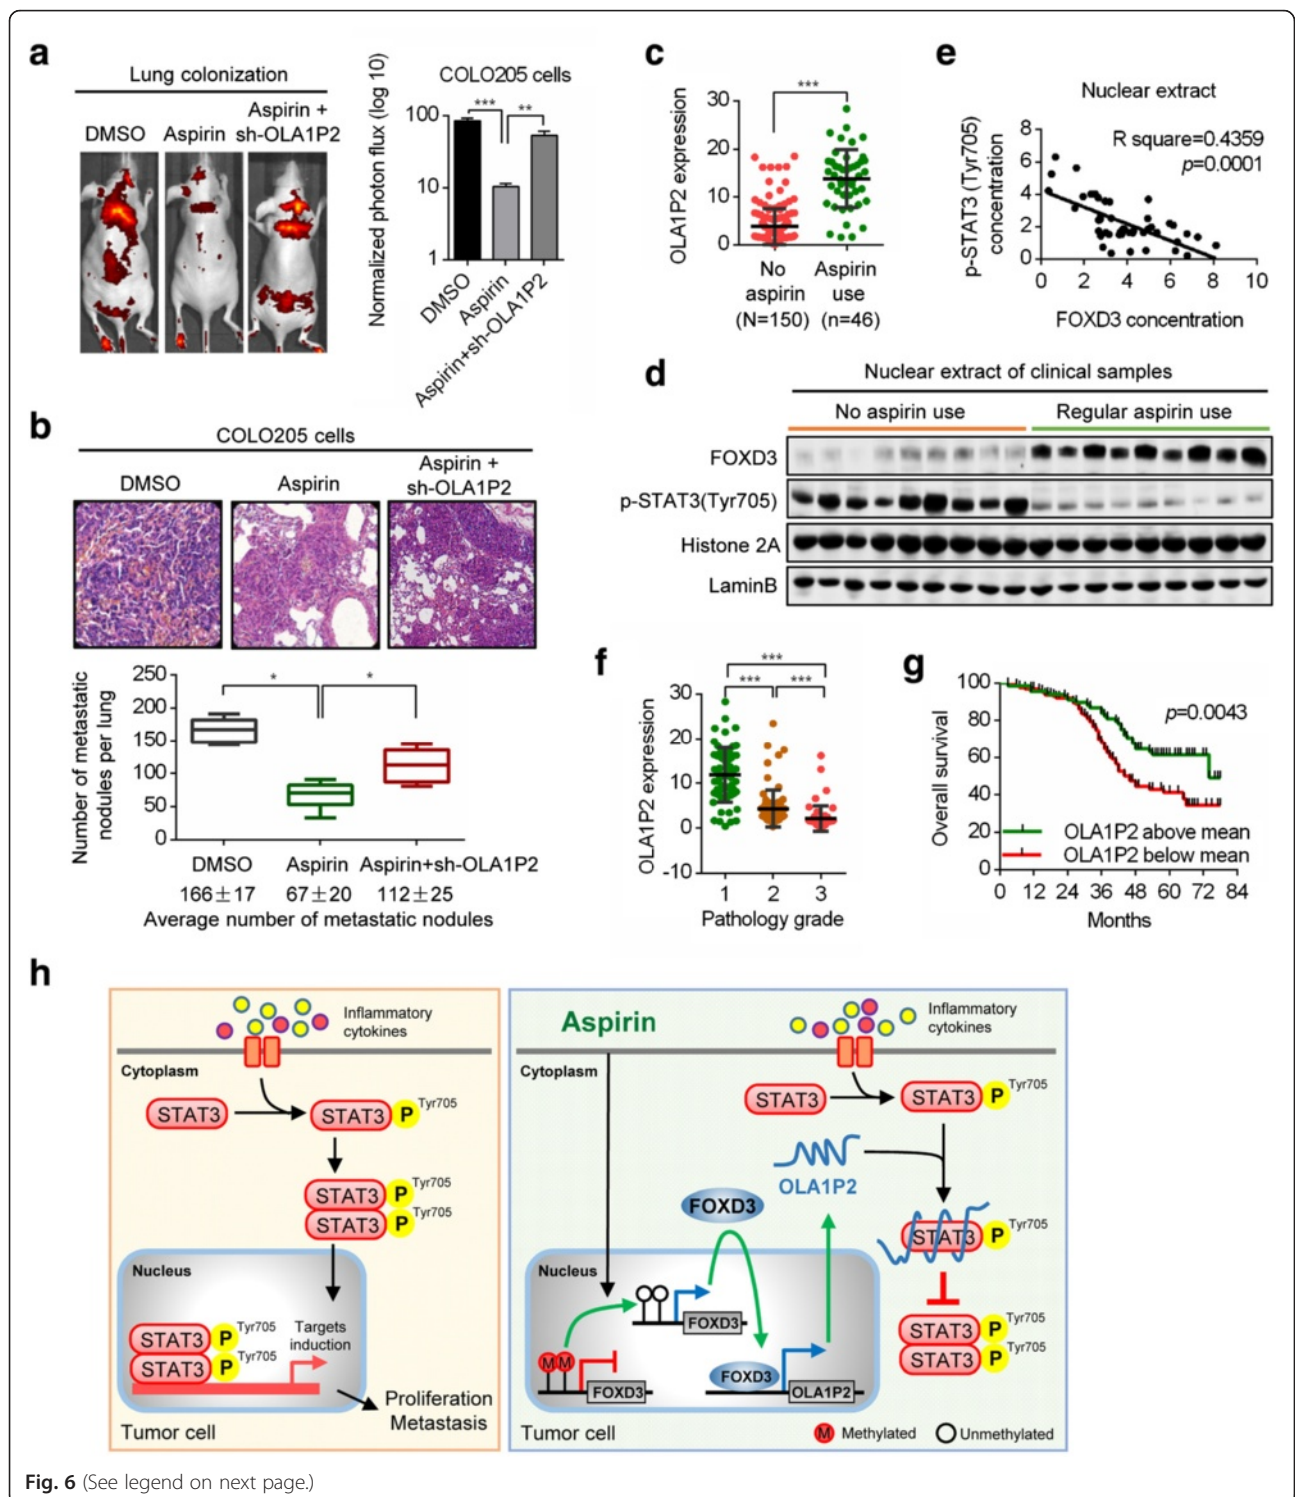 a
Lung colonization
DMSO
Aspirin
Aspirin +
sh-OLA1P2
Normalized photon flux (log 10)
COLO205 cells
***
**
100
10
1
DMSO
Aspirin
Aspirin+sh-OLA1P2
b
COLO205 cells
DMSO
Aspirin
Aspirin +
sh-OLA1P2
Number of metastatic
nodules per lung
250
200
150
100
50
0
*
*
DMSO
Aspirin
Aspirin+sh-OLA1P2
166±17
67±20
112±25
Average number of metastatic nodules
c
OLA1P2 expression
***
30
20
10
0
No
aspirin
(N=150)
Aspirin
use
(n=46)
e
Nuclear extract
p-STAT3 (Tyr705)
concentration
R square=0.4359
p=0.0001
8
6
4
2
0
0
2
4
6
8
10
FOXD3 concentration
d
Nuclear extract of clinical samples
No aspirin use
Regular aspirin use
FOXD3
p-STAT3(Tyr705)
Histone 2A
LaminB
f
OLA1P2 expression
***
***
***
30
20
10
0
-10
1
2
3
Pathology grade
g
Overall survival
100
80
60
40
20
0
p=0.0043
OLA1P2 above mean
OLA1P2 below mean
0 12 24 36 48 60 72 84
Months
h
Inflammatory
cytokines
Cytoplasm
STAT3
STAT3
P
Tyr705
STAT3
P
Tyr705
STAT3
P
Tyr705
Nucleus
STAT3
P
Tyr705
STAT3
P
Tyr705
Targets
induction
Proliferation
Metastasis
Tumor cell
Aspirin
Inflammatory
cytokines
Cytoplasm
STAT3
STAT3
P
Tyr705
OLA1P2
FOXD3
STAT3
P
Tyr705
Nucleus
FOXD3
M M
FOXD3
FOXD3
OLA1P2
STAT3
P
Tyr705
STAT3
P
Tyr705
Tumor cell
M Methylated
Unmethylated
Fig. 6 (See legend on next page.)